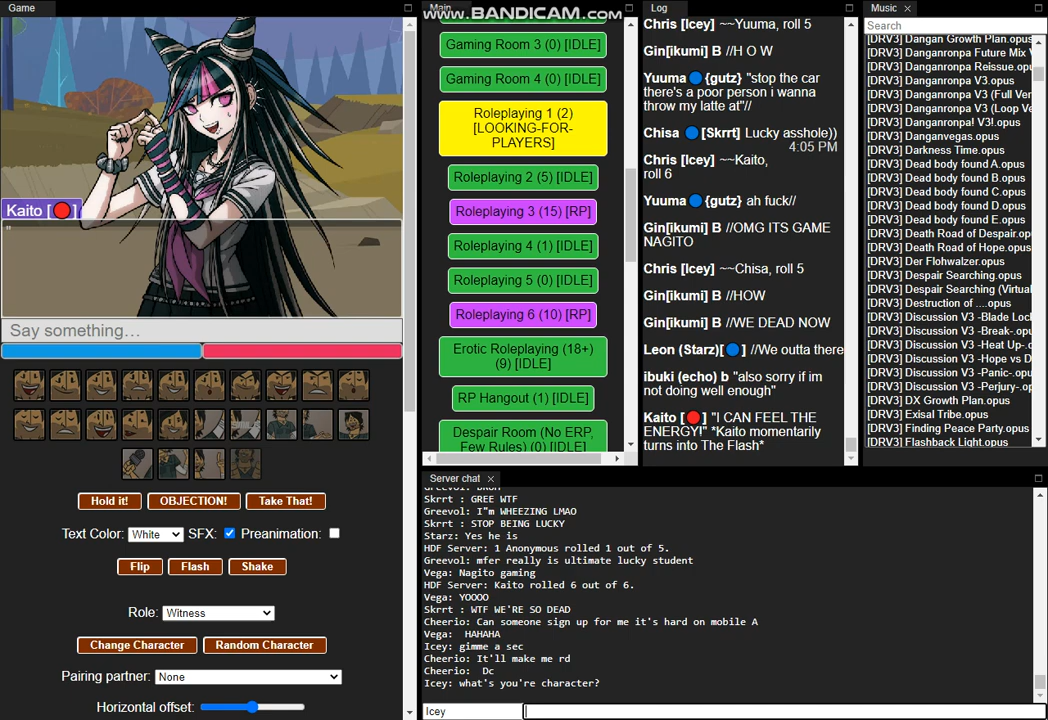 Game
Kaito [🔴]
"
Say something…
Hold it!
OBJECTION!
Take That!
Text Color:
White
SFX:
Preanimation:
Flip
Flash
Shake
Role:
Witness
Change Character
Random Character
Pairing partner:
None
Horizontal offset:
www.BANDICAM.com
Gaming Room 3 (0) [IDLE]
Gaming Room 4 (0) [IDLE]
Roleplaying 1 (2)
[LOOKING-FOR-
PLAYERS]
Roleplaying 2 (5) [IDLE]
Roleplaying 3 (15) [RP]
Roleplaying 4 (1) [IDLE]
Roleplaying 5 (0) [IDLE]
Roleplaying 6 (10) [RP]
Erotic Roleplaying (18+)
(9) [IDLE]
RP Hangout (1) [IDLE]
Despair Room (No ERP,
Few Rules) (0) [IDLE]
Log
Chris [Icey] ~~Yuuma, roll 5
Gin[ikumi] B //H O W
Yuuma🔵{gutz} "stop the car
there's a poor person i wanna
throw my latte at"//
Chisa 🔵[Skrrt] Lucky asshole))
4:05 PM
Chris [Icey] ~~Kaito,
roll 6
Yuuma🔵{gutz} ah fuck//
Gin[ikumi] B //OMG ITS GAME
NAGITO
Chris [Icey] ~~Chisa, roll 5
Gin[ikumi] B //HOW
Gin[ikumi] B //WE DEAD NOW
Leon (Starz)[🔵] //We outta there
ibuki (echo) b "also sorry if im
not doing well enough"
Kaito [🔴] "I CAN FEEL THE
ENERGY!" *Kaito momentarily
turns into The Flash*
Music
Search
[DRV3] Dangan Growth Plan.opus
[DRV3] Danganronpa Future Mix V
[DRV3] Danganronpa Reissue.opu
[DRV3] Danganronpa V3.opus
[DRV3] Danganronpa V3 (Full Ver
[DRV3] Danganronpa V3 (Loop Ve
[DRV3] Danganronpa! V3!.opus
[DRV3] Danganvegas.opus
[DRV3] Darkness Time.opus
[DRV3] Dead body found A.opus
[DRV3] Dead body found B.opus
[DRV3] Dead body found C.opus
[DRV3] Dead body found D.opus
[DRV3] Dead body found E.opus
[DRV3] Death Road of Despair.op
[DRV3] Death Road of Hope.opus
[DRV3] Der Flohwalzer.opus
[DRV3] Despair Searching.opus
[DRV3] Despair Searching (Virtual
[DRV3] Destruction of ....opus
[DRV3] Discussion V3 -Blade Lock
[DRV3] Discussion V3 -Break-.opu
[DRV3] Discussion V3 -Heat Up-.o
[DRV3] Discussion V3 -Hope vs D
[DRV3] Discussion V3 -Panic-.opu
[DRV3] Discussion V3 -Perjury-.op
[DRV3] DX Growth Plan.opus
[DRV3] Exisal Tribe.opus
[DRV3] Finding Peace Party.opus
[DRV3] Flashback Light.opus
Server chat
Skrrt : GREE WTF
Greevol: I"m WHEEZING LMAO
Skrrt : STOP BEING LUCKY
Starz: Yes he is
HDF Server: 1 Anonymous rolled 1 out of 5.
Greevol: mfer really is ultimate lucky student
Vega: Nagito gaming
HDF Server: Kaito rolled 6 out of 6.
Vega: YOOOO
Skrrt : WTF WE'RE SO DEAD
Cheerio: Can someone sign up for me it's hard on mobile A
Vega:  HAHAHA
Icey: gimme a sec
Cheerio: It'll make me rd
Cheerio:  Dc
Icey: what's you're character?
Icey